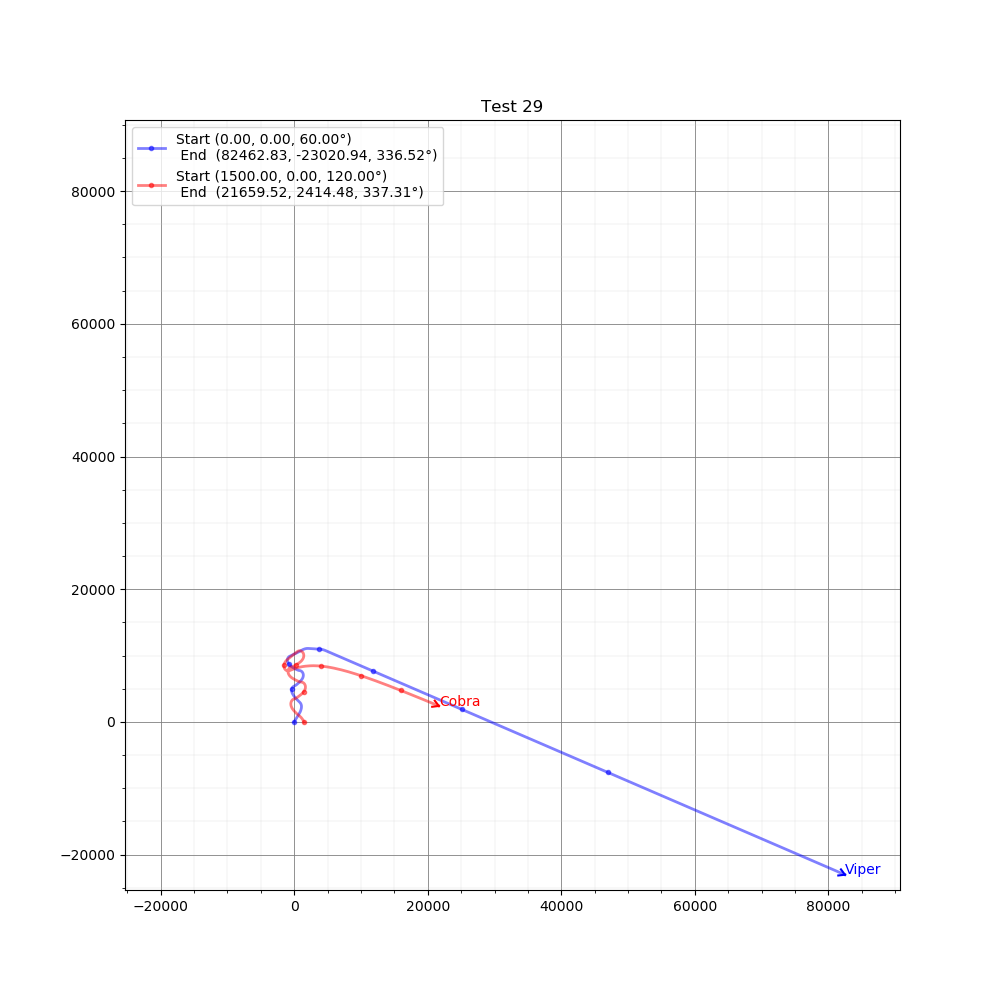 Test 29
Start (0.00, 0.00, 60.00°)
End (82462.83, -23020.94, 336.52°)
Start (1500.00, 0.00, 120.00°)
End (21659.52, 2414.48, 337.31°)
80000
60000
40000
20000
0
−20000
Cobra
Viper
−20000 0 20000 40000 60000 80000